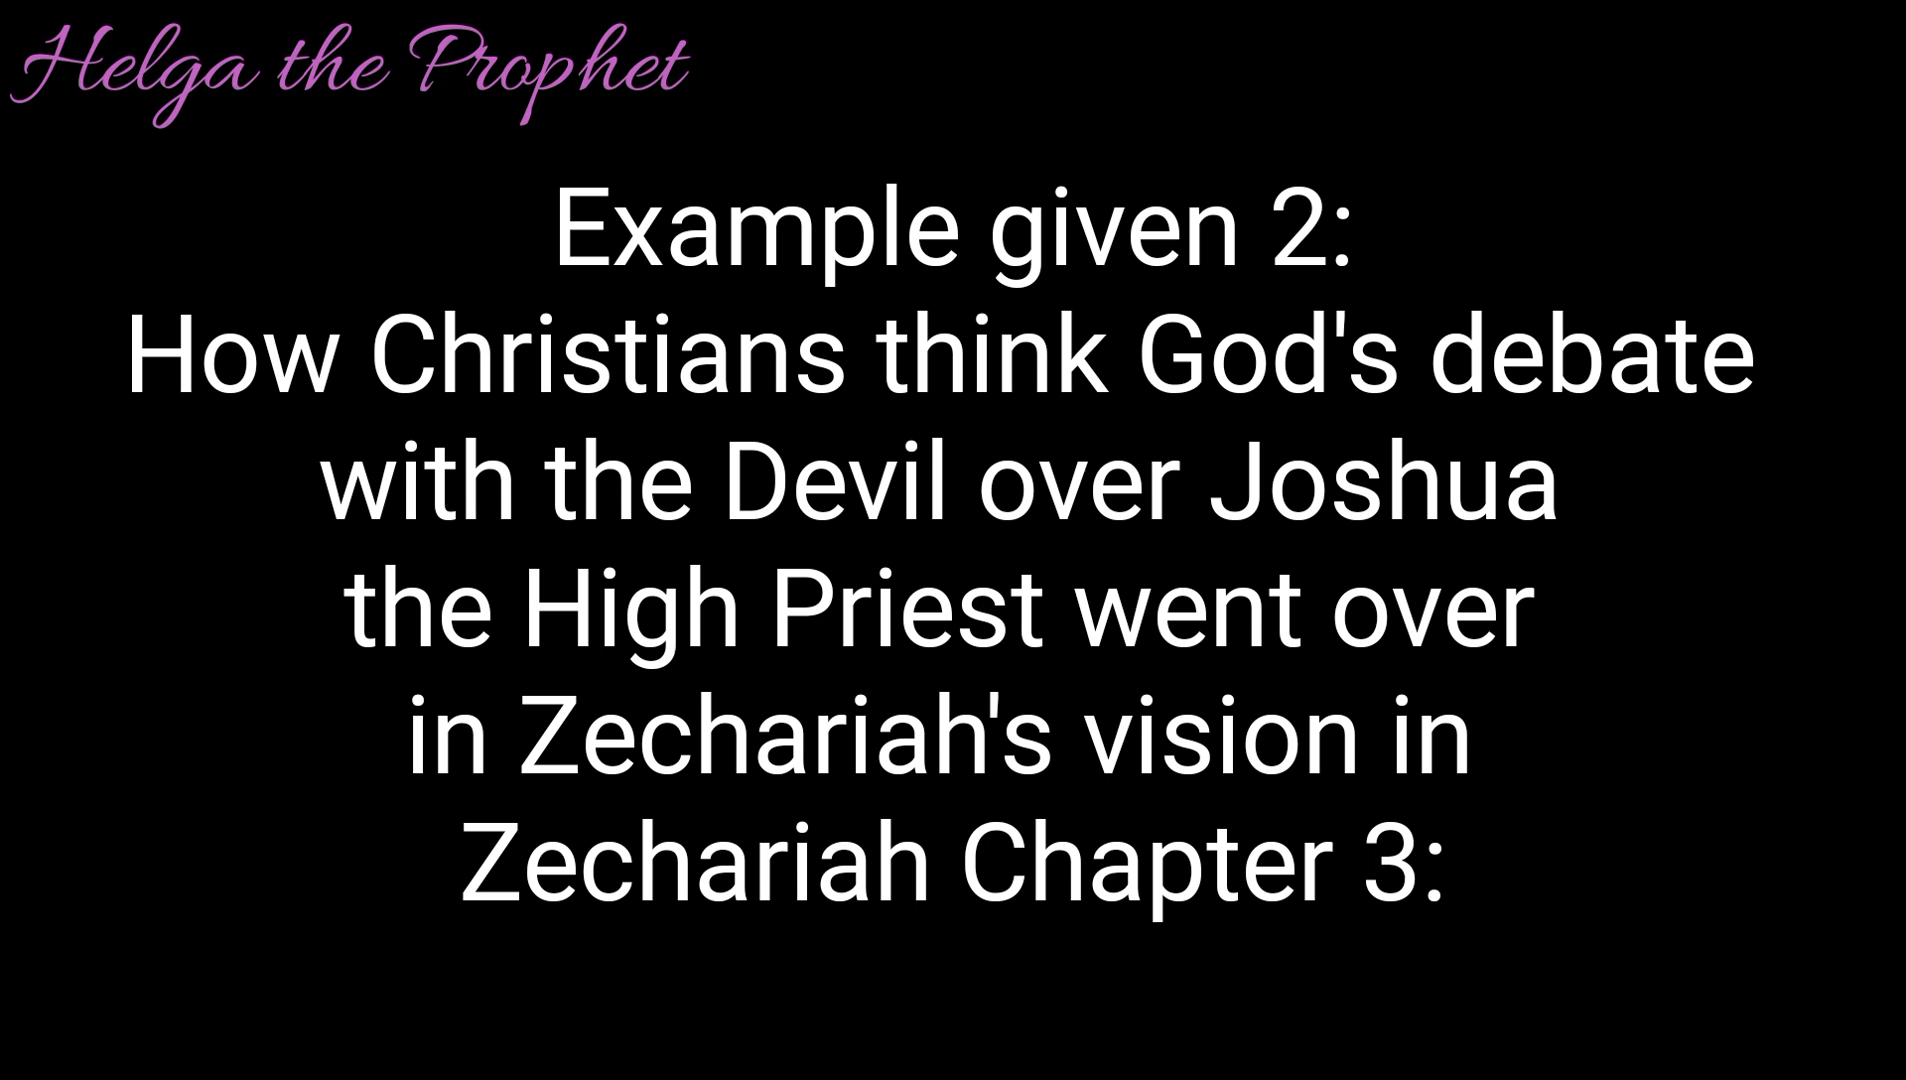 Helga the Prophet
Example given 2:
How Christians think God's debate
with the Devil over Joshua
the High Priest went over
in Zechariah's vision in
Zechariah Chapter 3: